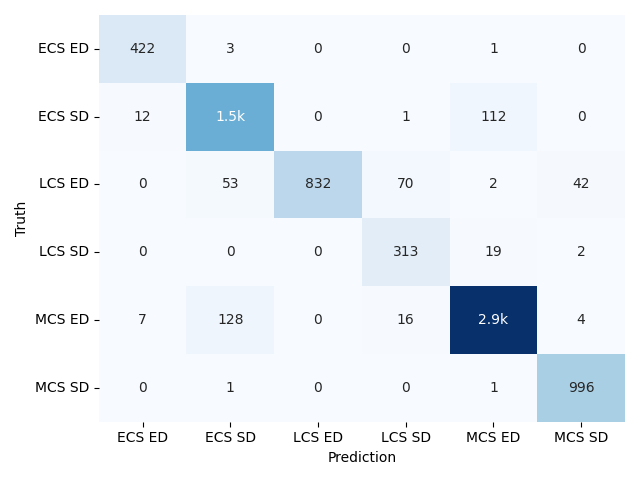 ECS ED 422 3 0 0 1 0
ECS SD 12 1.5k 0 1 112 0
LCS ED 0 53 832 70 2 42
LCS SD 0 0 0 313 19 2
MCS ED 7 128 0 16 2.9k 4
MCS SD 0 1 0 0 1 996
Truth
ECS ED ECS SD LCS ED LCS SD MCS ED MCS SD
Prediction